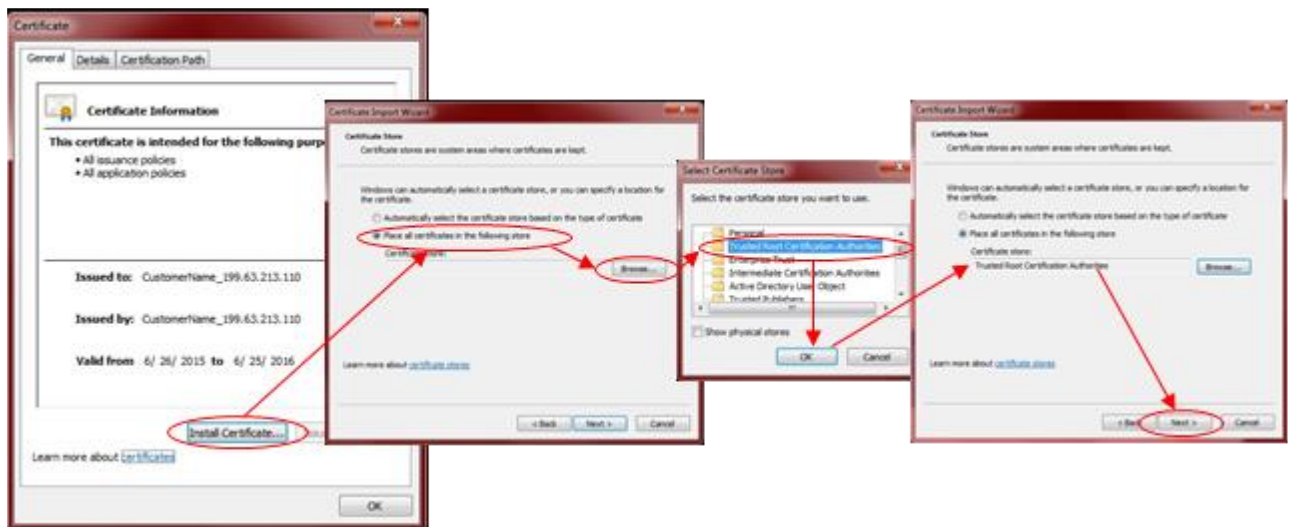 Certificate
General
Details
Certification Path
Certificate Information
This certificate is intended for the following purp
• All issuance policies
• All application policies
Issued to: CustomerName_199.63.213.110
Issued by: CustomerName_199.63.213.110
Valid from 6/ 26/ 2015 to 6/ 25/ 2016
Install Certificate...
Learn more about certificates
OK
Certificate Import Wizard
Certificate Store
Certificate stores are system areas where certificates are kept.
Windows can automatically select a certificate store, or you can specify a location for
the certificate.
Automatically select the certificate store based on the type of certificate
Place all certificates in the following store
Certificate store:
Browse...
Learn more about certificate stores
< Back
Next >
Cancel
Select Certificate Store
Select the certificate store you want to use.
Personal
Trusted Root Certification Authorities
Enterprise Trust
Intermediate Certification Authorities
Active Directory User Object
Trusted Publishers
Show physical stores
OK
Cancel
Certificate Import Wizard
Certificate Store
Certificate stores are system areas where certificates are kept.
Windows can automatically select a certificate store, or you can specify a location for
the certificate.
Automatically select the certificate store based on the type of certificate
Place all certificates in the following store
Certificate store:
Trusted Root Certification Authorities
Browse...
Learn more about certificate stores
< Back
Next >
Cancel